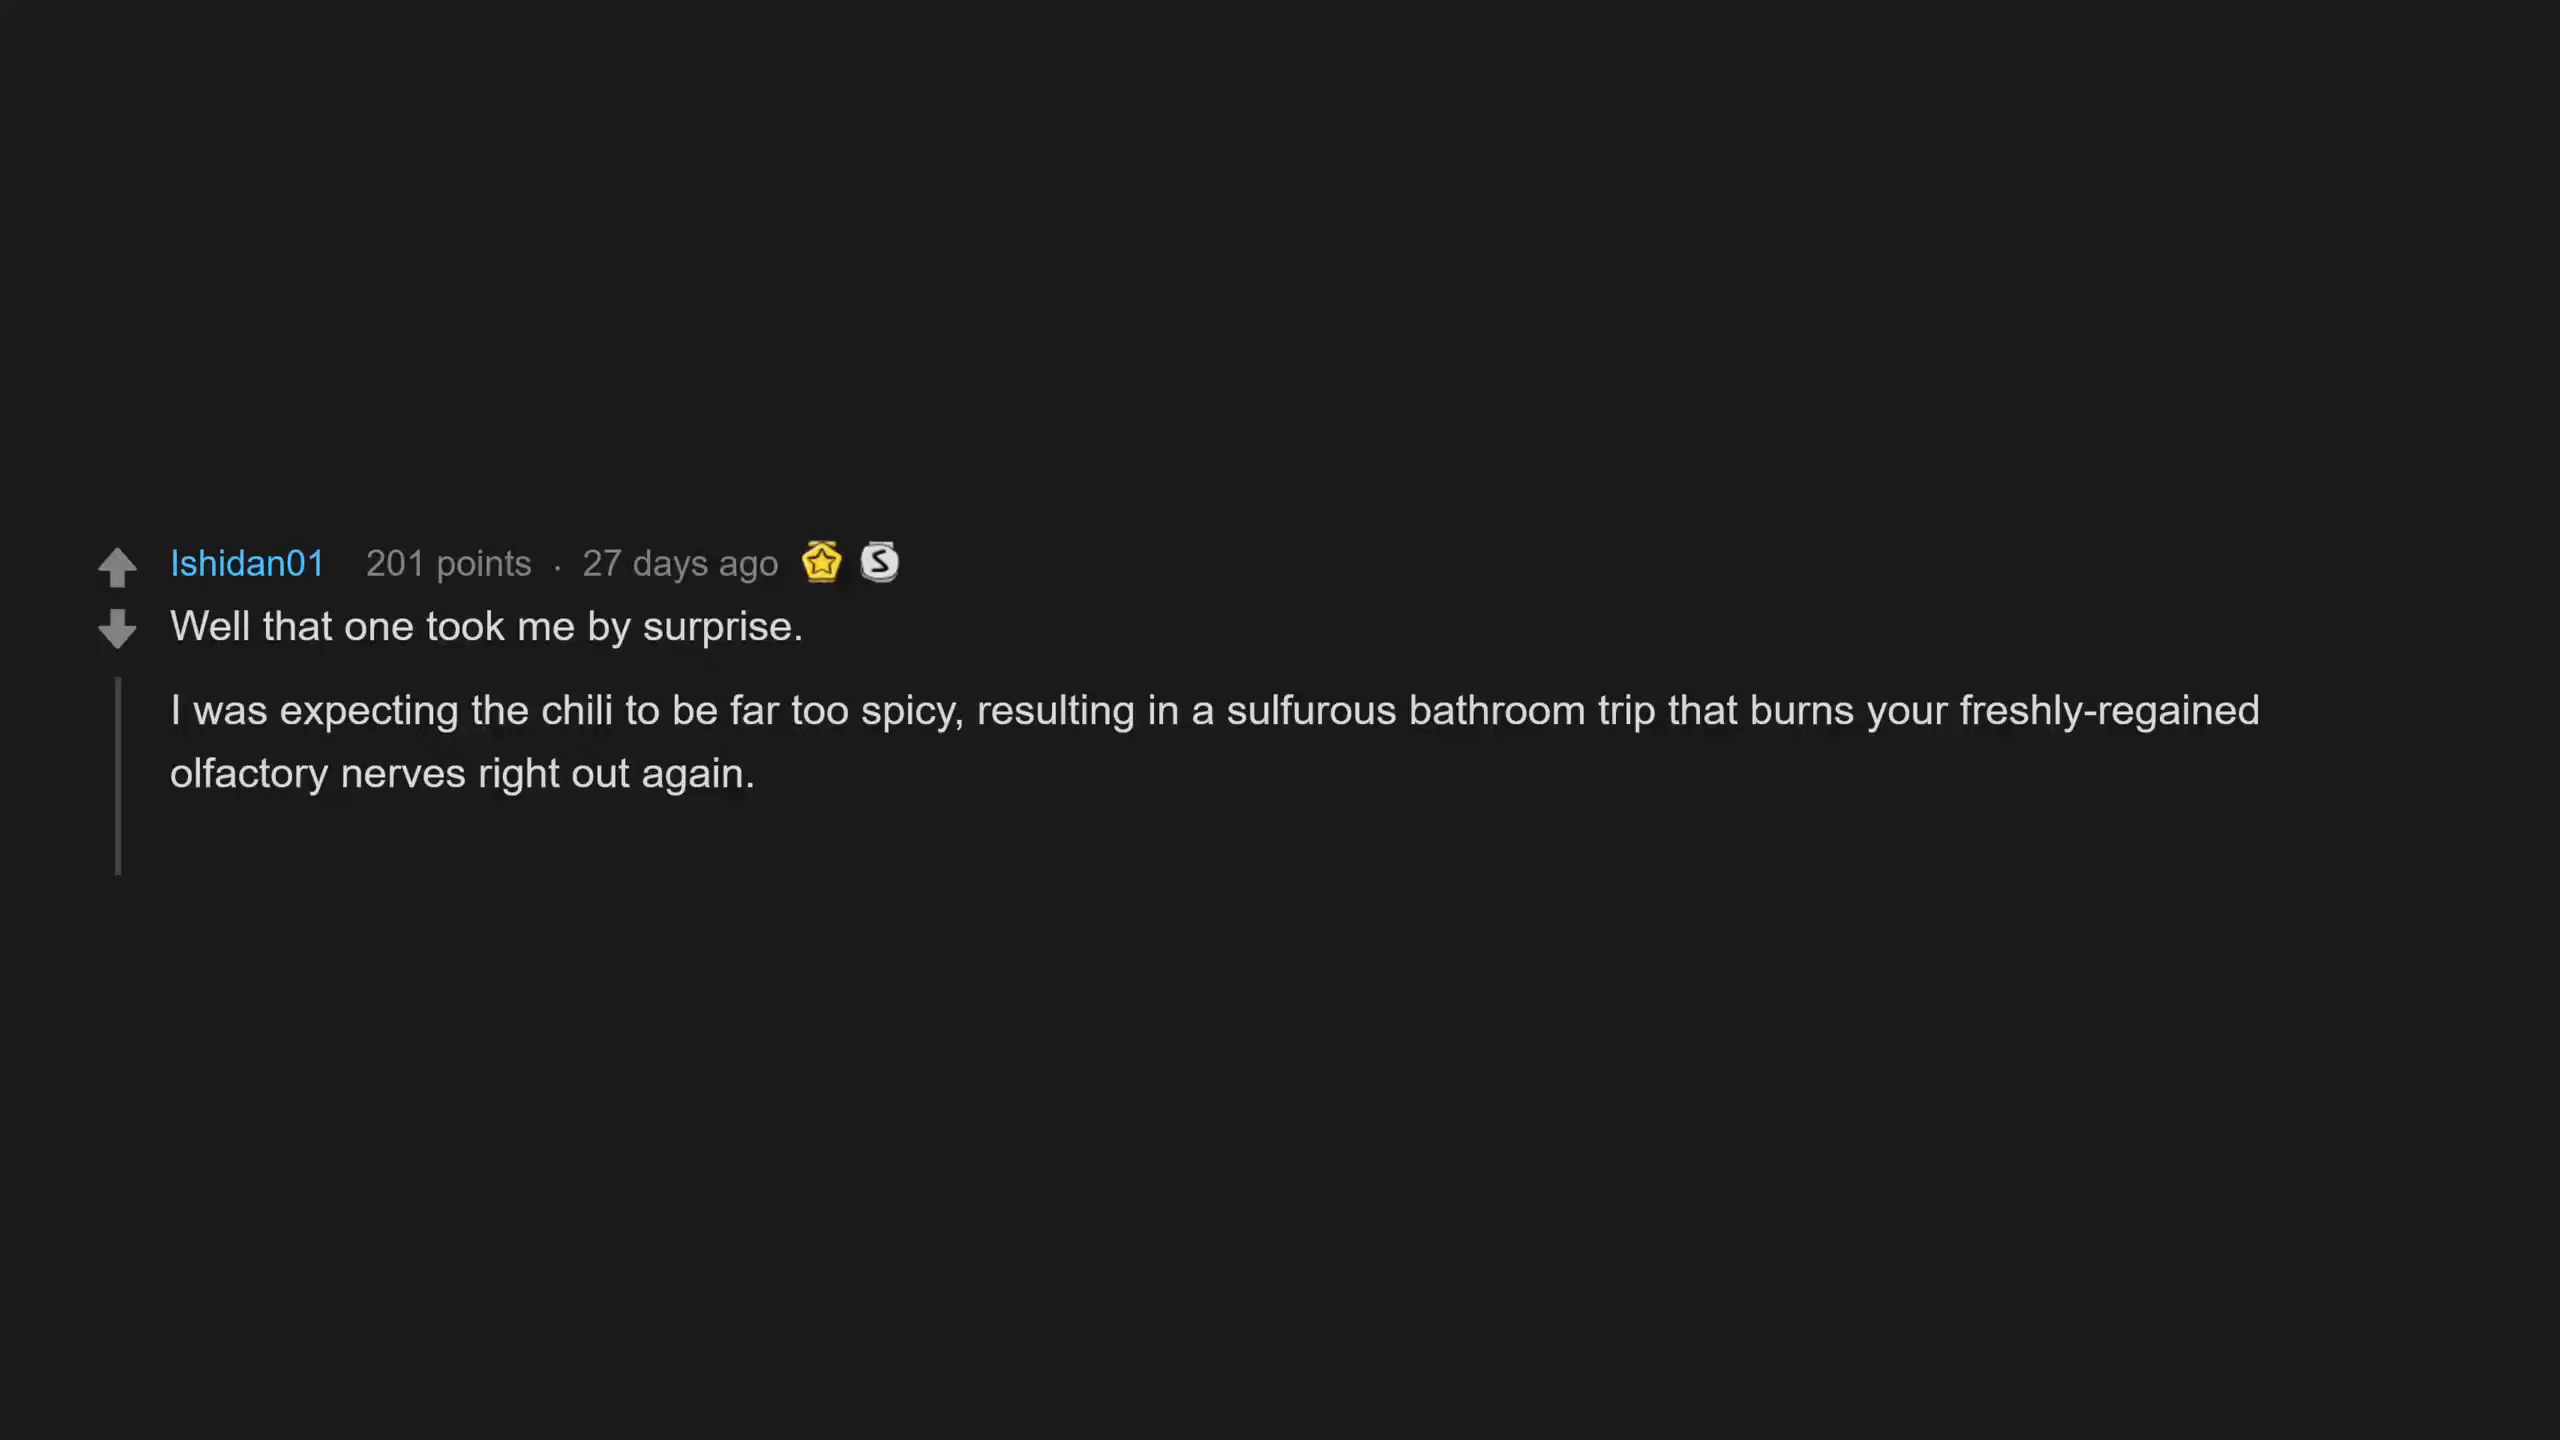 Ishidan01 201 points · 27 days ago S
Well that one took me by surprise.
I was expecting the chili to be far too spicy, resulting in a sulfurous bathroom trip that burns your freshly-regained
olfactory nerves right out again.